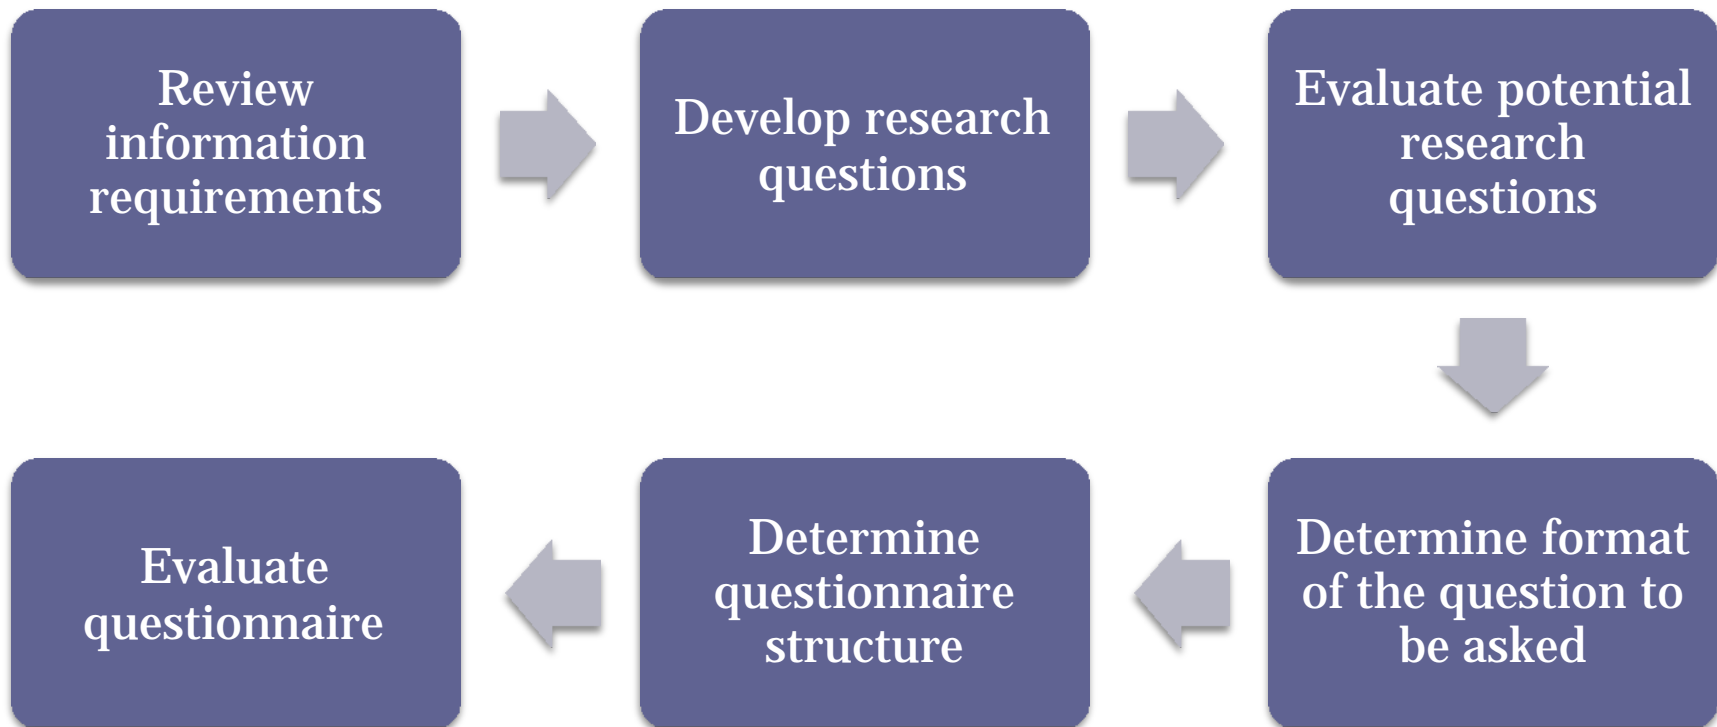 Review
information
requirements
Develop research
questions
Evaluate potential
research
questions
Determine format
of the question to
be asked
Determine
questionnaire
structure
Evaluate
questionnaire